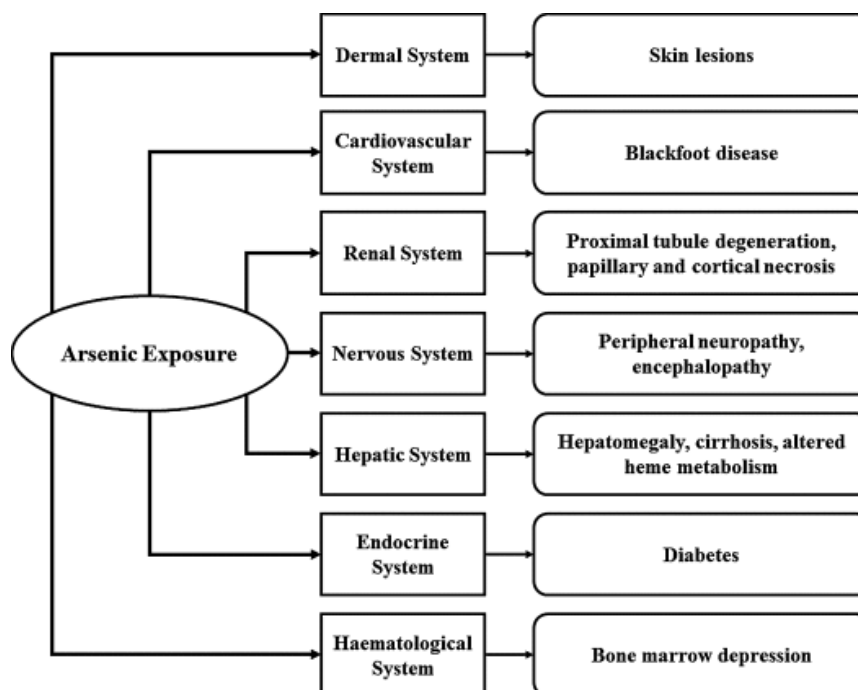 Dermal System
Skin lesions
Cardiovascular
System
Blackfoot disease
Renal System
Proximal tubule degeneration,
papillary and cortical necrosis
Arsenic Exposure
Nervous System
Peripheral neuropathy,
encephalopathy
Hepatic System
Hepatomegaly, cirrhosis, altered
heme metabolism
Endocrine
System
Diabetes
Haematological
System
Bone marrow depression